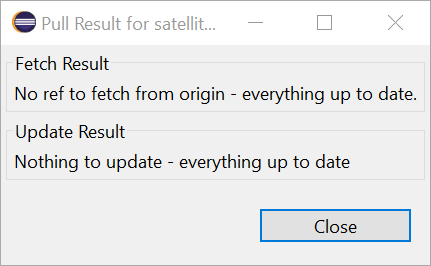 Pull Result for satellit...
Fetch Result
No ref to fetch from origin - everything up to date.
Update Result
Nothing to update - everything up to date
Close